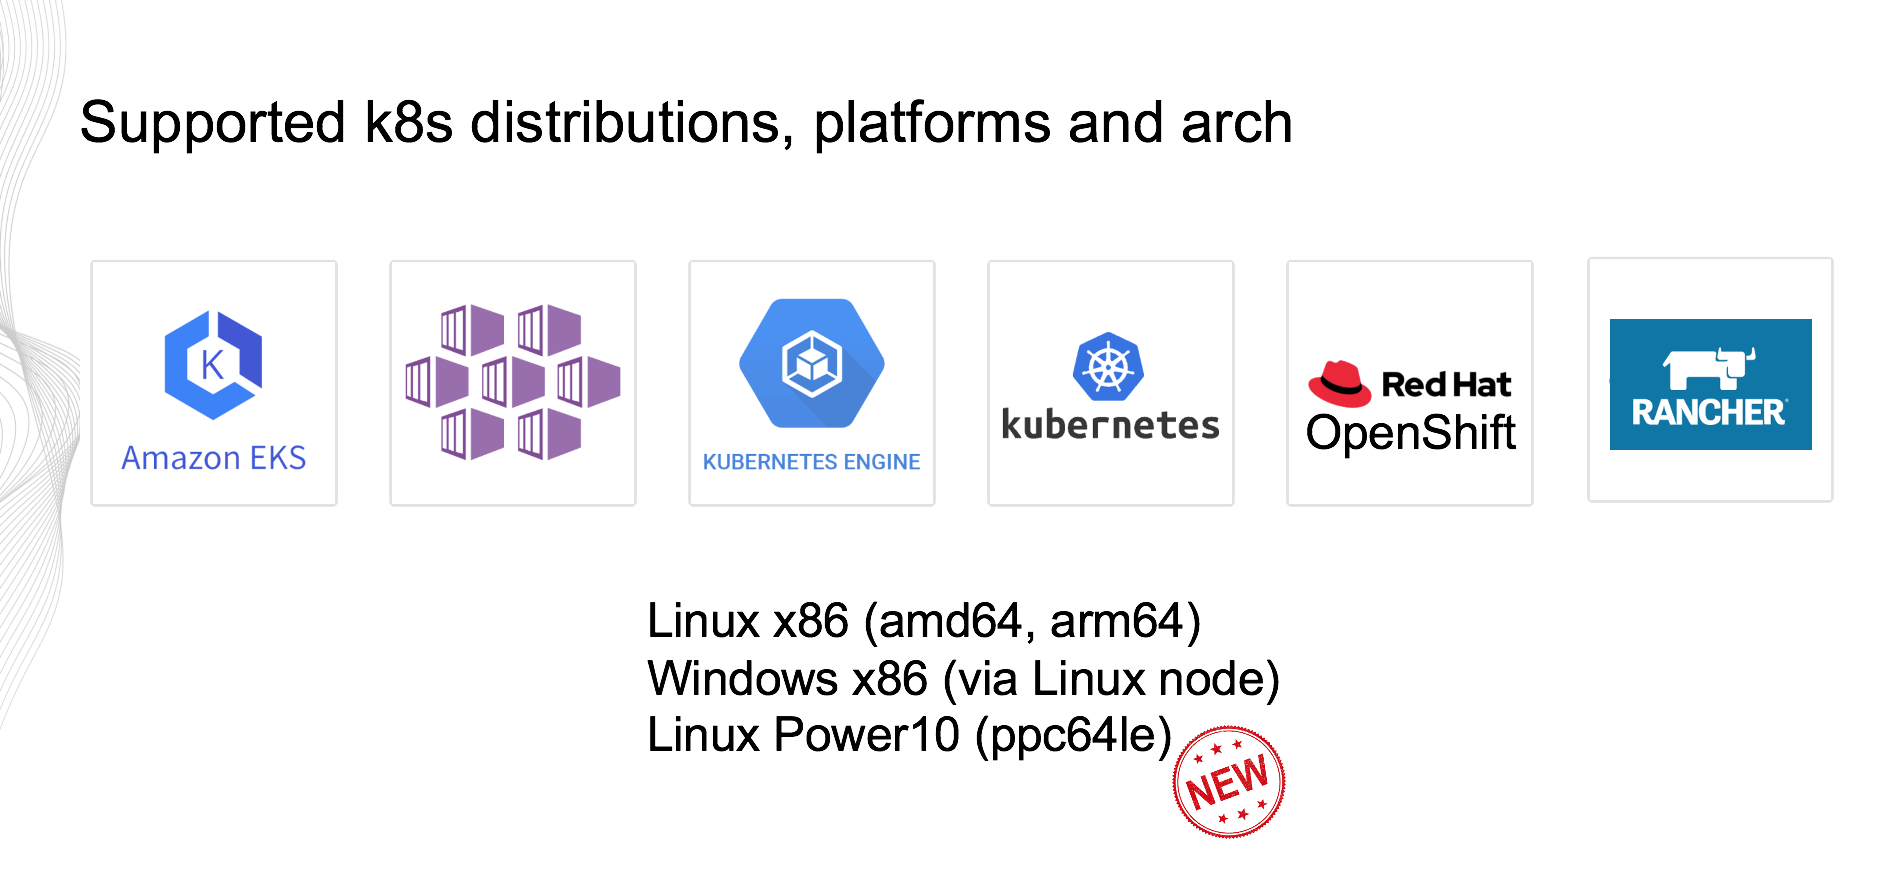 Supported k8s distributions, platforms and arch
K
Amazon EKS
KUBERNETES ENGINE
kubernetes
Red Hat
OpenShift
RANCHER
Linux x86 (amd64, arm64)
Windows x86 (via Linux node)
Linux Power10 (ppc64le)
NEW